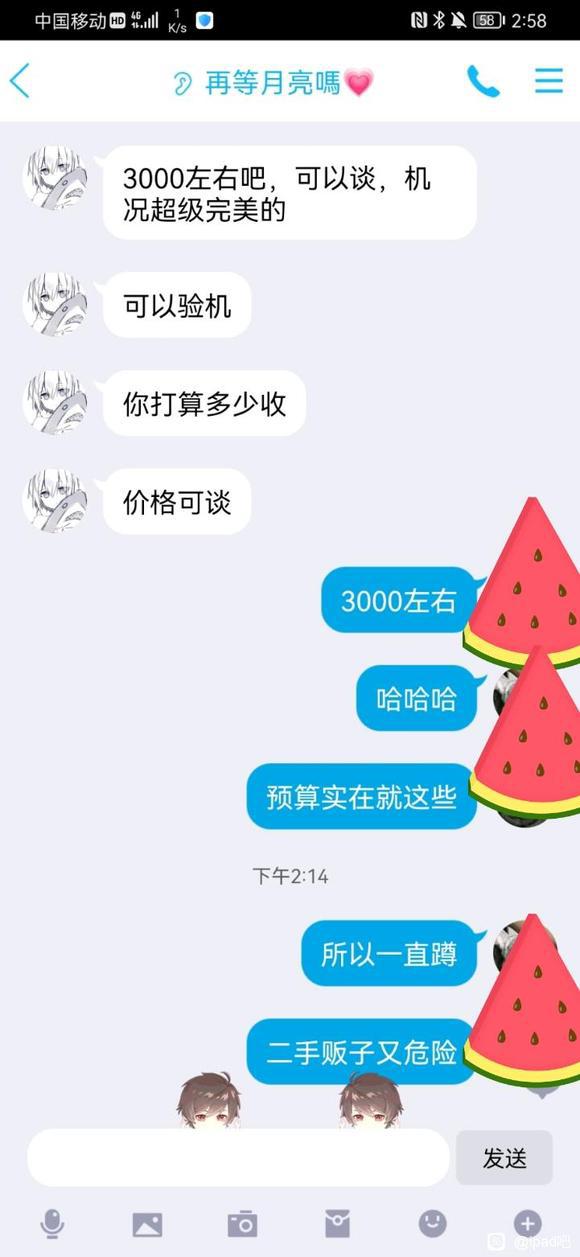 中国移动 HD 4G 1 K/s 58 2:58
再等月亮嗎
3000左右吧，可以谈，机
况超级完美的
可以验机
你打算多少收
价格可谈
3000左右
哈哈哈
预算实在就这些
下午2:14
所以一直蹲
二手贩子又危险
发送
@ipad吧